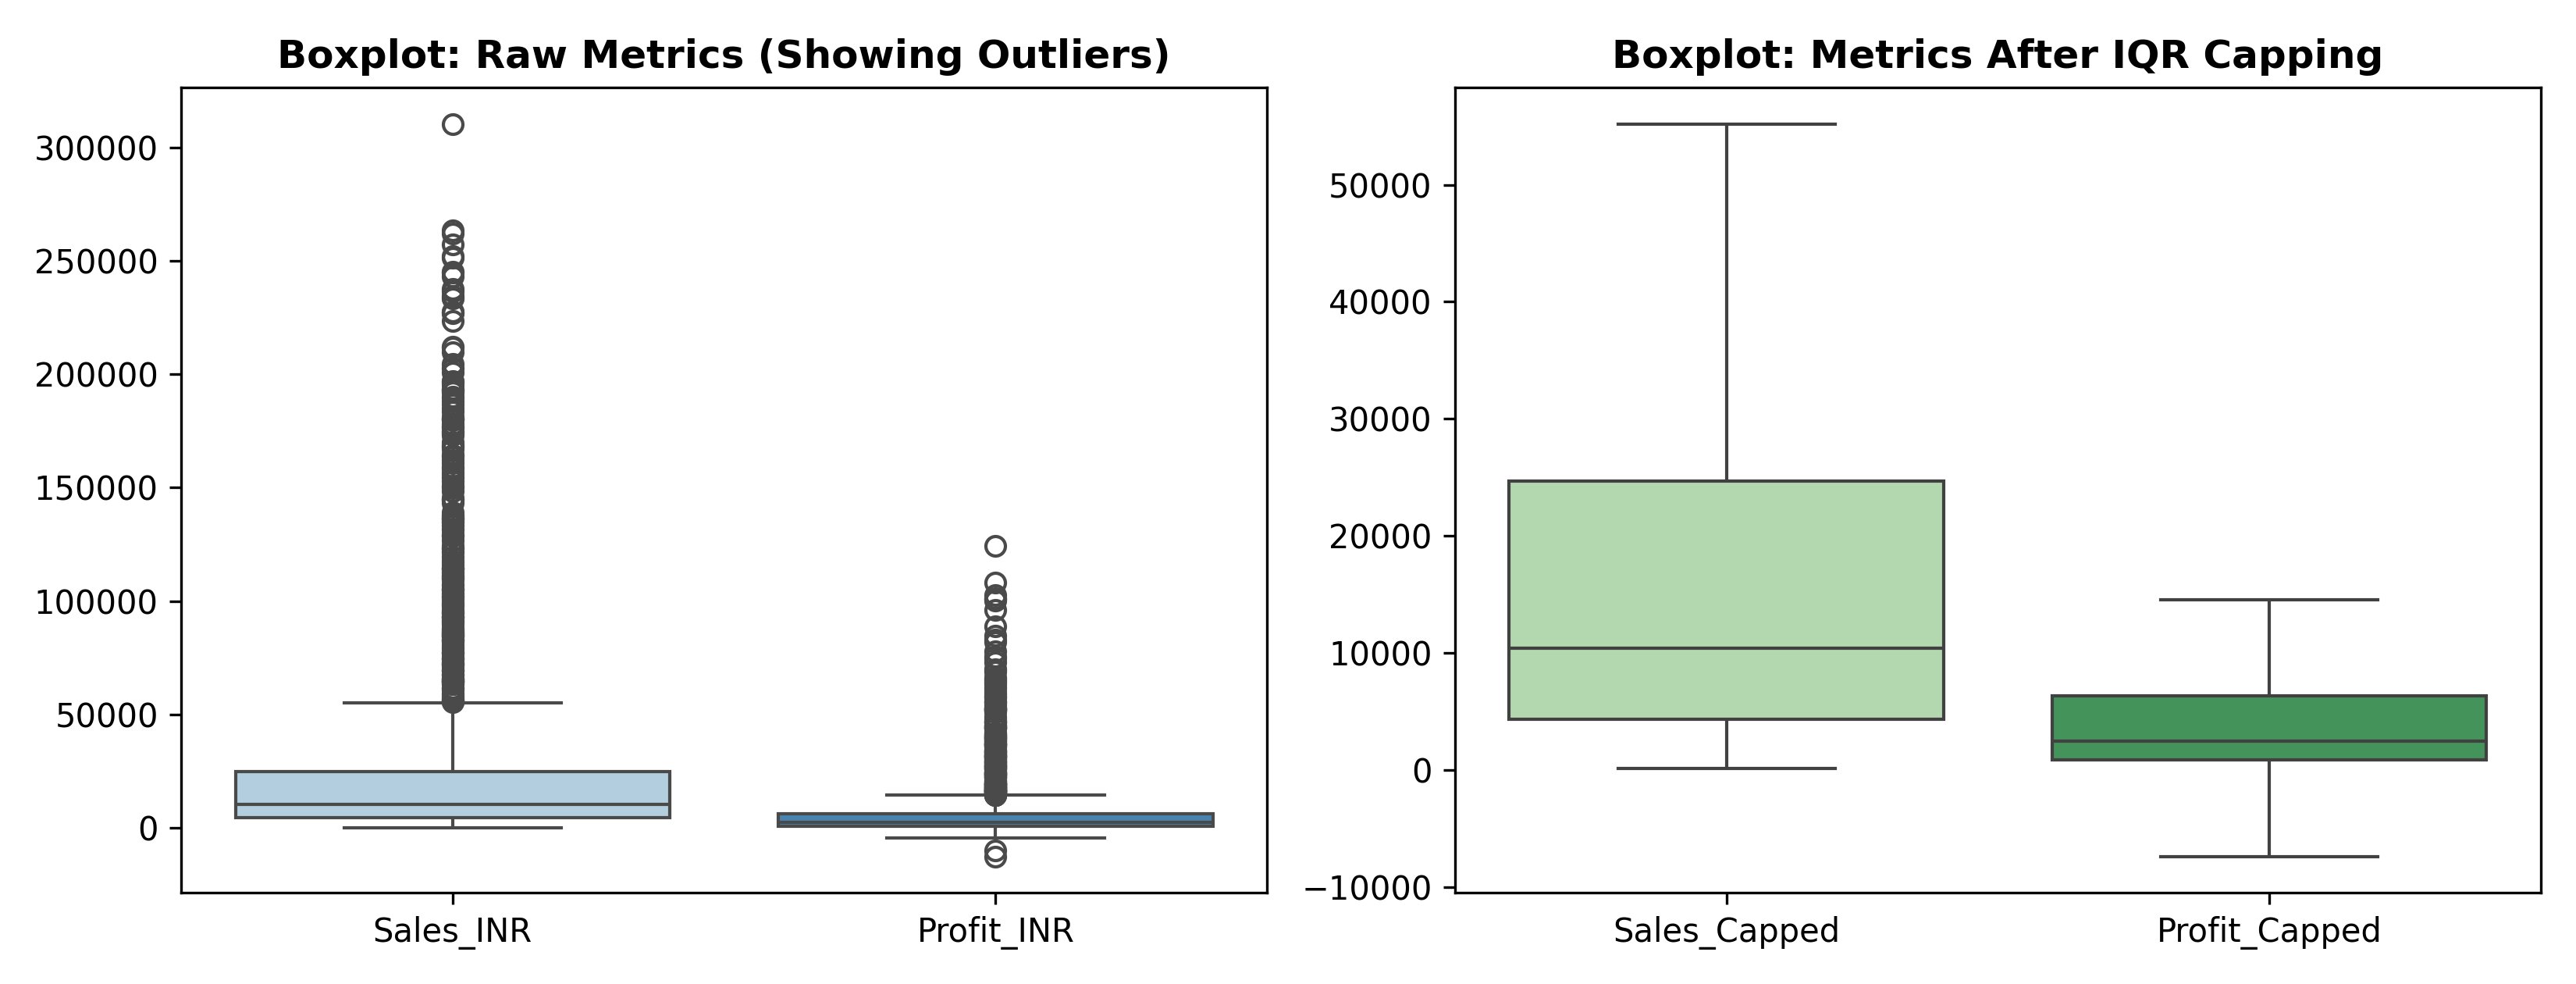 Boxplot: Raw Metrics (Showing Outliers)
300000
250000
200000
150000
100000
50000
0
Sales_INR
Profit_INR
Boxplot: Metrics After IQR Capping
50000
40000
30000
20000
10000
0
−10000
Sales_Capped
Profit_Capped